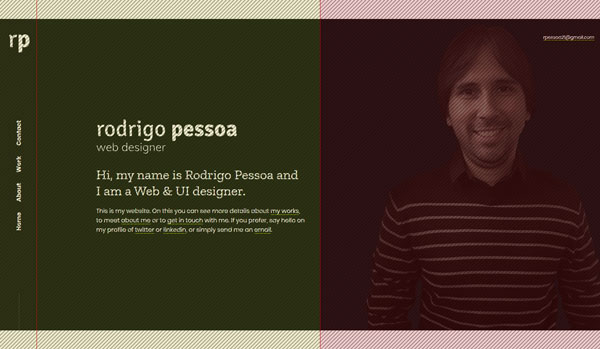 rp
rpessoa21@gmail.com
Contact
Work
About
Home
rodrigo pessoa
web designer
Hi, my name is Rodrigo Pessoa and
I am a Web & UI designer.
This is my website. On this you can see more details about my works,
to meet about me or to get in touch with me. If you prefer, say hello on
my profile of twitter or linkedin, or simply send me an email.